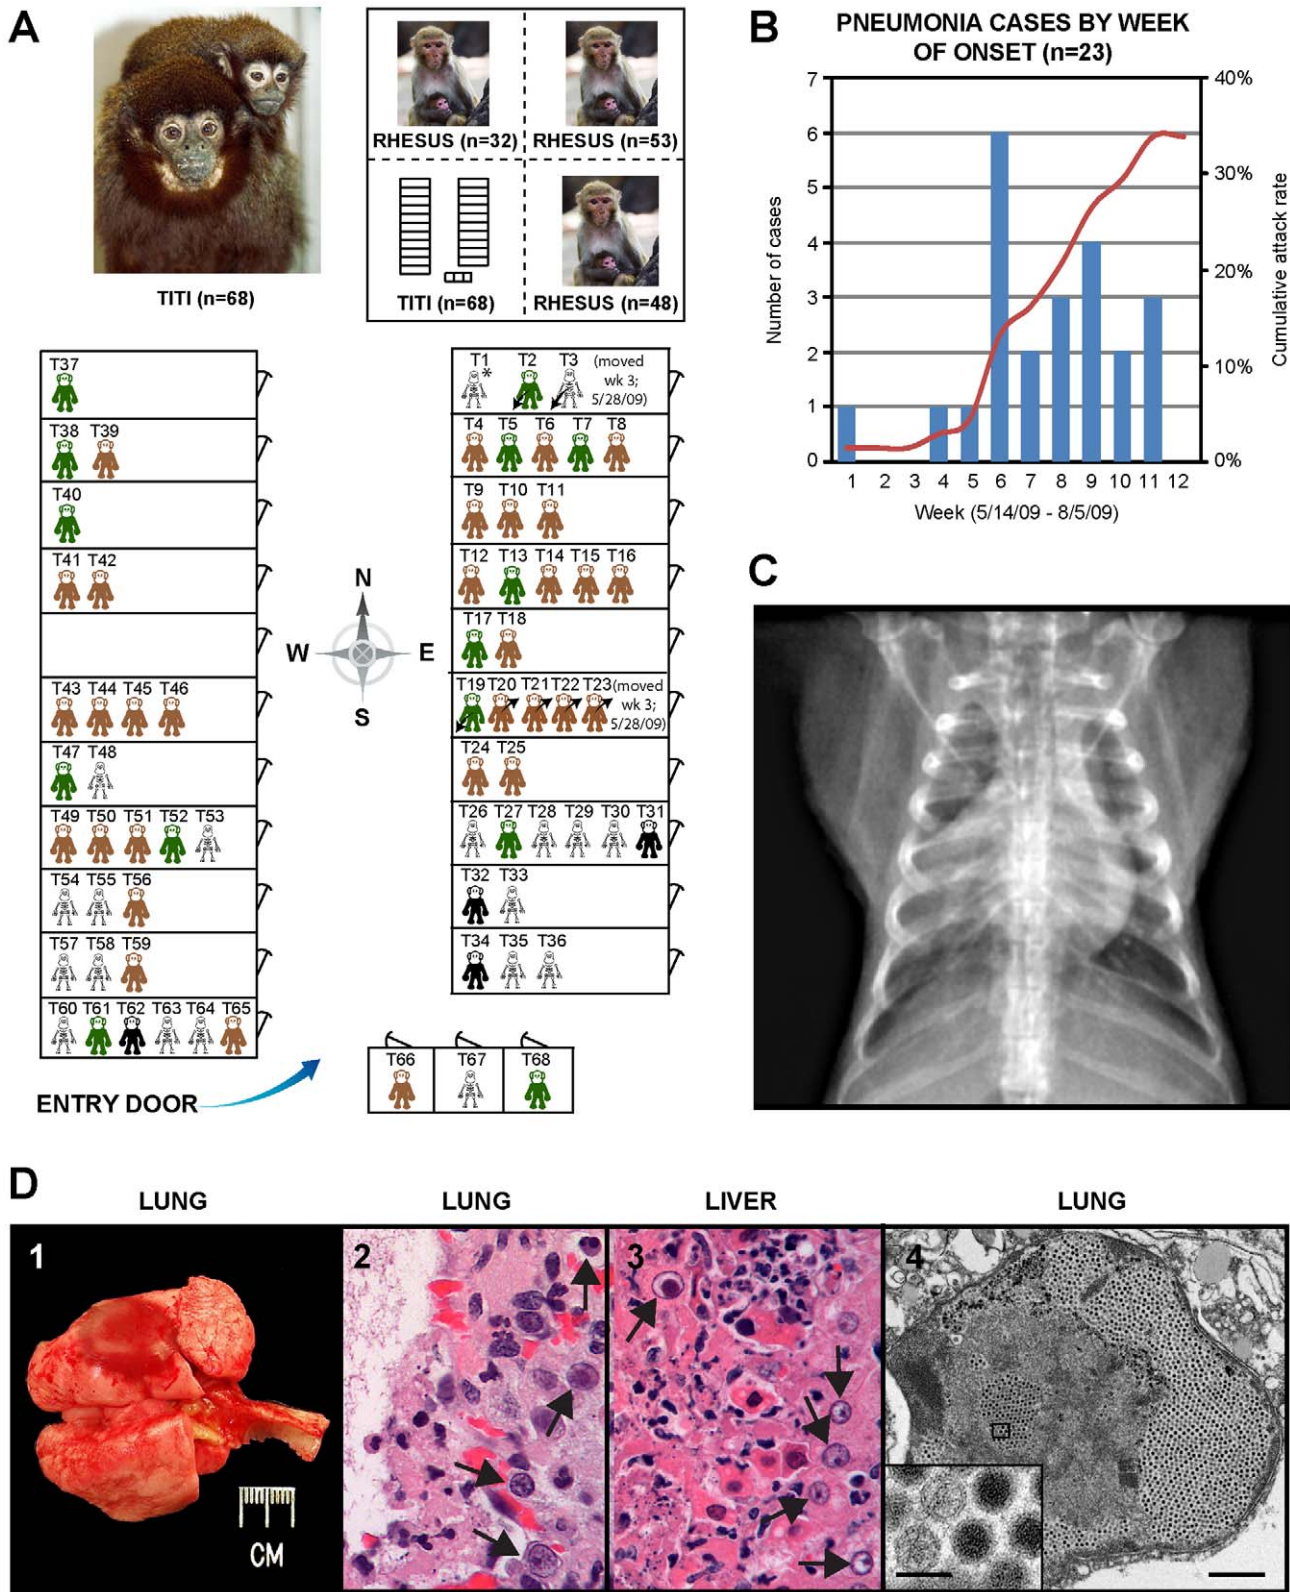 A
TITI (n=68)
RHESUS (n=32)
RHESUS (n=53)
TITI (n=68)
RHESUS (n=48)
B
PNEUMONIA CASES BY WEEK
OF ONSET (n=23)
7
6
5
4
3
2
1
0
Number of cases
40%
30%
20%
10%
0%
Cumulative attack rate
1 2 3 4 5 6 7 8 9 10 11 12
Week (5/14/09 - 8/5/09)
T37
T38 T39
T40
T41 T42
T43 T44 T45 T46
T47 T48
T49 T50 T51 T52 T53
T54 T55 T56
T57 T58 T59
T60 T61 T62 T63 T64 T65
ENTRY DOOR
N
W E
S
T1 * T2 T3 (moved
wk 3;
5/28/09)
T4 T5 T6 T7 T8
T9 T10 T11
T12 T13 T14 T15 T16
T17 T18
T19 T20 T21 T22 T23 (moved
wk 3;
5/28/09)
T24 T25
T26 T27 T28 T29 T30 T31
T32 T33
T34 T35 T36
T66 T67 T68
C
D
LUNG LUNG LIVER LUNG
1 2 3 4
CM